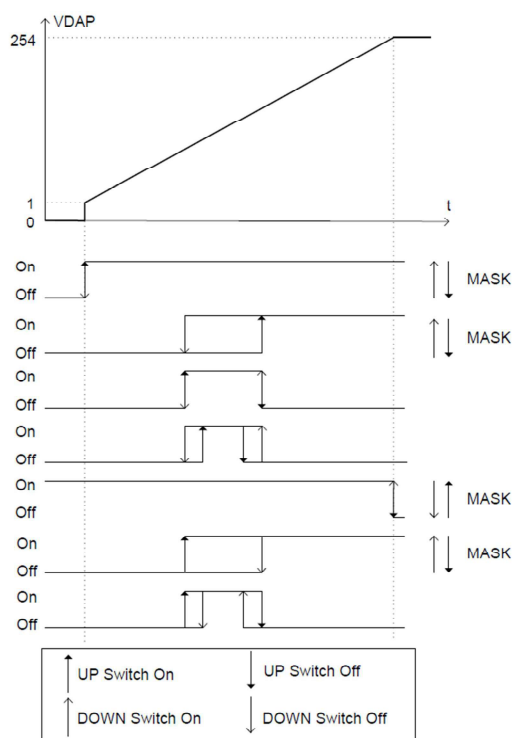 VDAP
254
1
t
0
On
Off
MASK
On
Off
MASK
On
Off
On
Off
On
Off
MASK
On
Off
MASK
On
Off
UP Switch On
UP Switch Off
DOWN Switch On
DOWN Switch Off